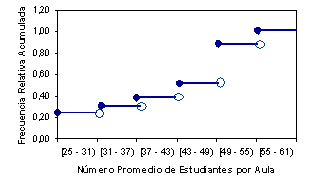 1,20
1,00
0,80
0,60
0,40
0,20
0,00
Frecuencia Relativa Acumulada
[25 - 31) [31 - 37) [37 - 43) [43 - 49) [49 - 55) [55 - 61)
Número Promedio de Estudiantes por Aula